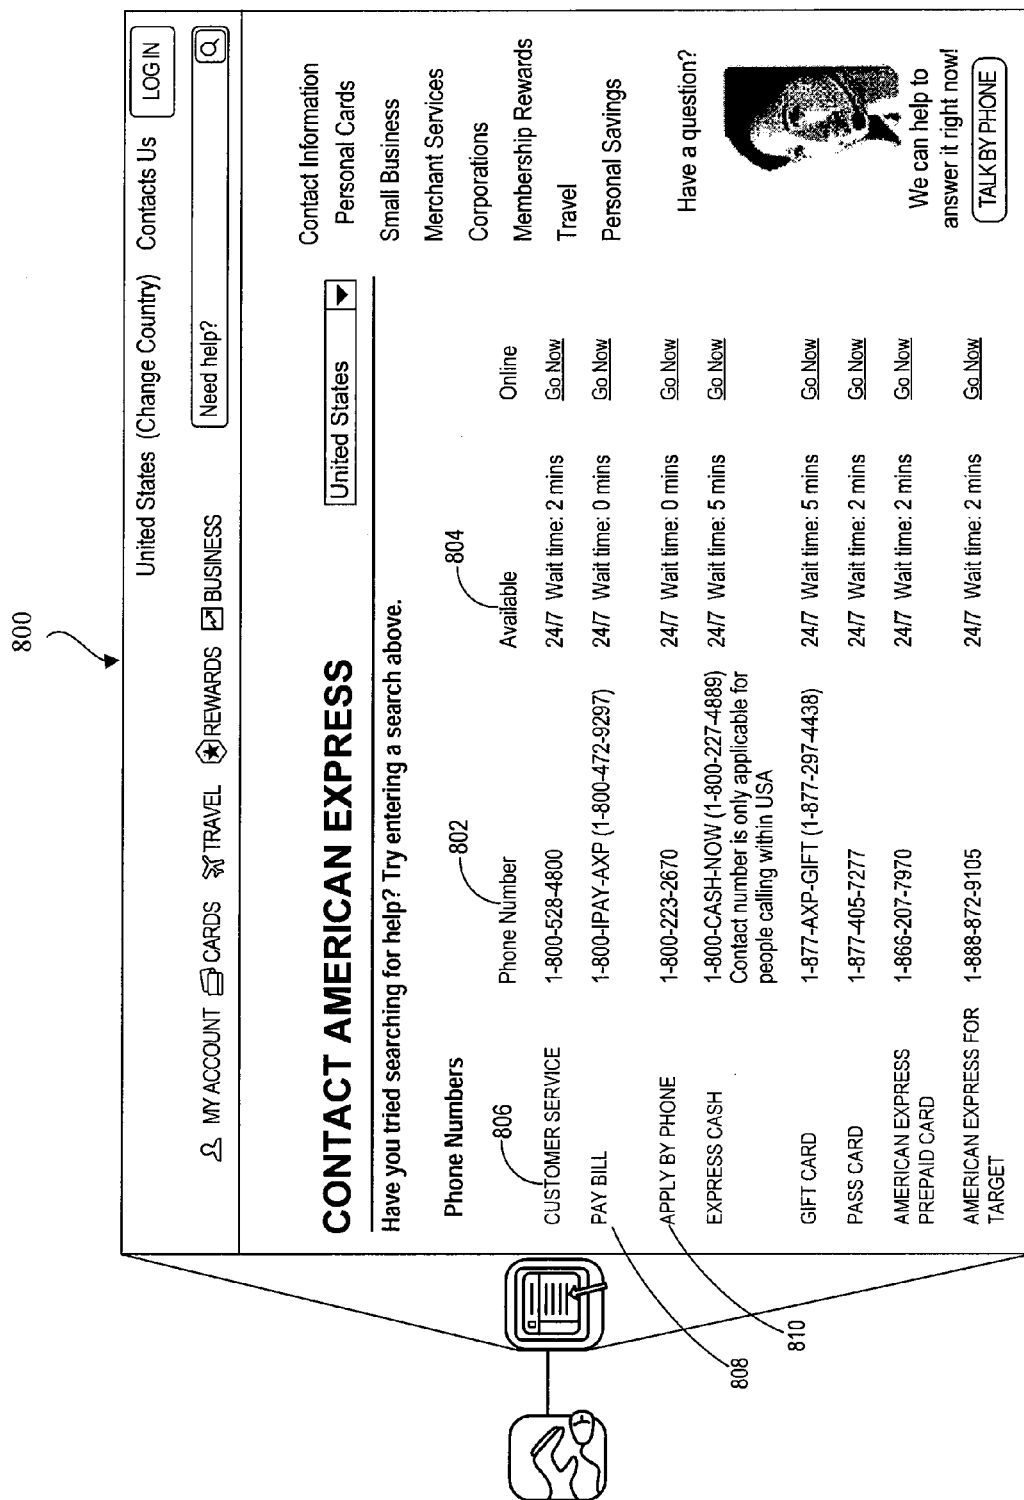 800
United States (Change Country) Contacts Us LOG IN
MY ACCOUNT CARDS TRAVEL REWARDS BUSINESS Need help?
CONTACT AMERICAN EXPRESS
United States
Have you tried searching for help? Try entering a search above.
Phone Numbers
802
804
806
Phone Number Available Online
CUSTOMER SERVICE 1-800-528-4800 24/7 Wait time: 2 mins Go Now
PAY BILL 1-800-IPAY-AXP (1-800-472-9297) 24/7 Wait time: 0 mins Go Now
APPLY BY PHONE 1-800-223-2670 24/7 Wait time: 0 mins Go Now
EXPRESS CASH 1-800-CASH-NOW (1-800-227-4889) 24/7 Wait time: 5 mins Go Now
Contact number is only applicable for
people calling within USA
GIFT CARD 1-877-AXP-GIFT (1-877-297-4438) 24/7 Wait time: 5 mins Go Now
PASS CARD 1-877-405-7277 24/7 Wait time: 2 mins Go Now
AMERICAN EXPRESS 1-866-207-7970 24/7 Wait time: 2 mins Go Now
PREPAID CARD
AMERICAN EXPRESS FOR 1-888-872-9105 24/7 Wait time: 2 mins Go Now
TARGET
808
810
Contact Information
Personal Cards
Small Business
Merchant Services
Corporations
Membership Rewards
Travel
Personal Savings
Have a question?
We can help to
answer it right now!
TALK BY PHONE